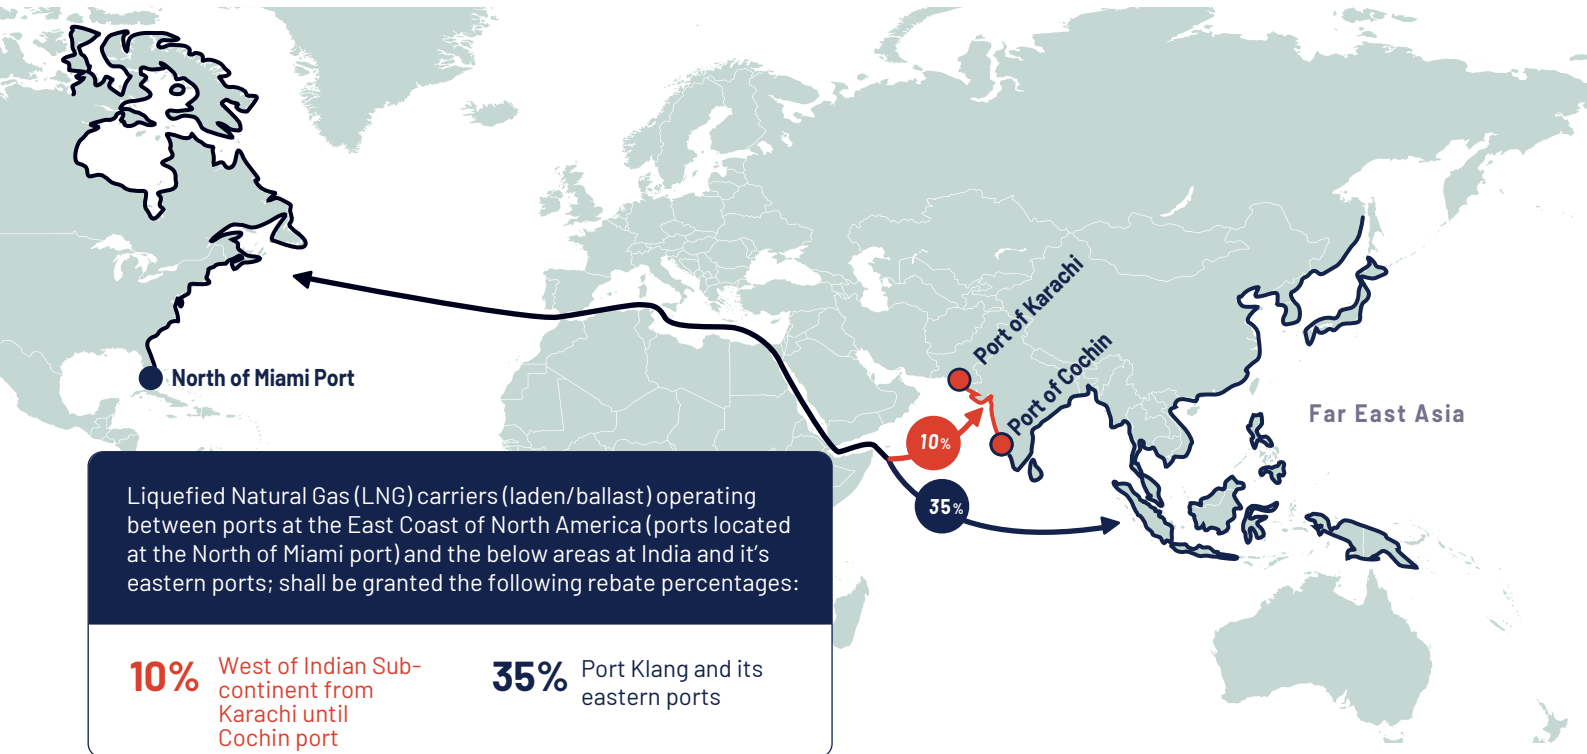 Port of Karachi
Port of Cochin
North of Miami Port
Far East Asia
10%
35%
Liquefied Natural Gas (LNG) carriers (laden/ballast) operating
between ports at the East Coast of North America (ports located
at the North of Miami port) and the below areas at India and it's
eastern ports; shall be granted the following rebate percentages:
10%
West of Indian Sub-
continent from
Karachi until
Cochin port
35%
Port Klang and its
eastern ports